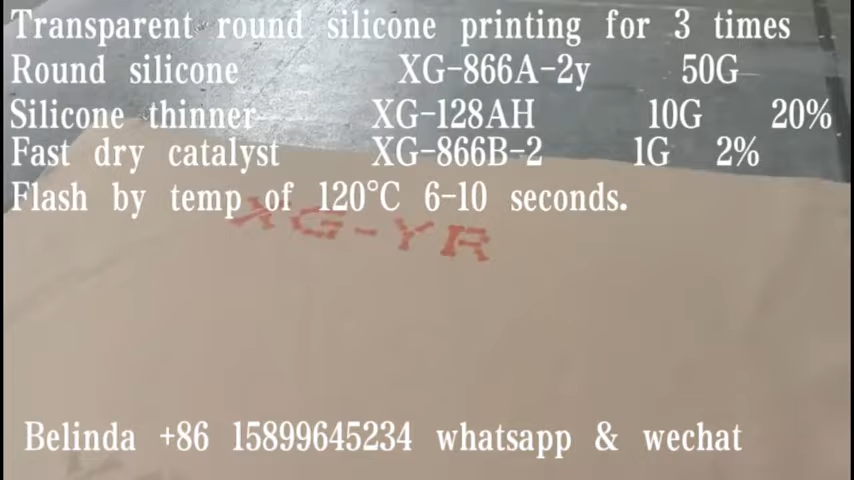 Transparent round silicone printing for 3 times
Round silicone XG-866A-2y 50G
Silicone thinner XG-128AH 10G 20%
Fast dry catalyst XG-866B-2 1G 2%
Flash by temp of 120°C 6-10 seconds.
XG-YR
Belinda +86 15899645234 whatsapp & wechat